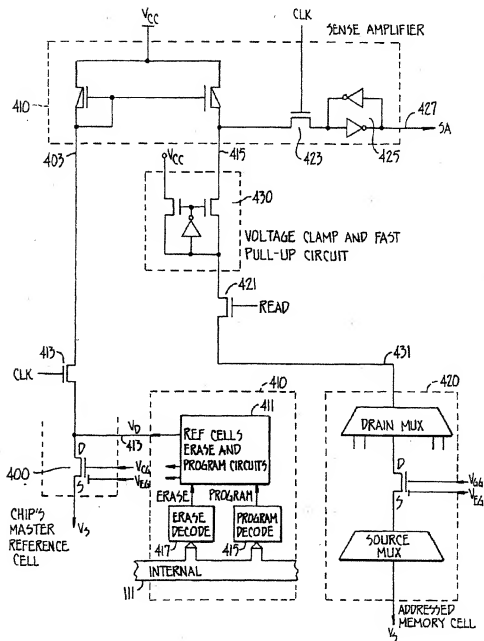 VCC
CLK
SENSE AMPLIFIER
410
427
SA
403
415
423
425
VCC
430
VOLTAGE CLAMP AND FAST
PULL-UP CIRCUIT
421
READ
413
CLK
431
410
420
411
VD
413
REF CELLS
ERASE AND
PROGRAM CIRCUITS
DRAIN MUX
400
D
S
VCG
VEG
D
S
VGG
VEG
ERASE
PROGRAM
CHIP'S
MASTER
REFERENCE
CELL
VS
ERASE
DECODE
PROGRAM
DECODE
417
415
SOURCE
MUX
INTERNAL
111
ADDRESSED
MEMORY CELL
VS